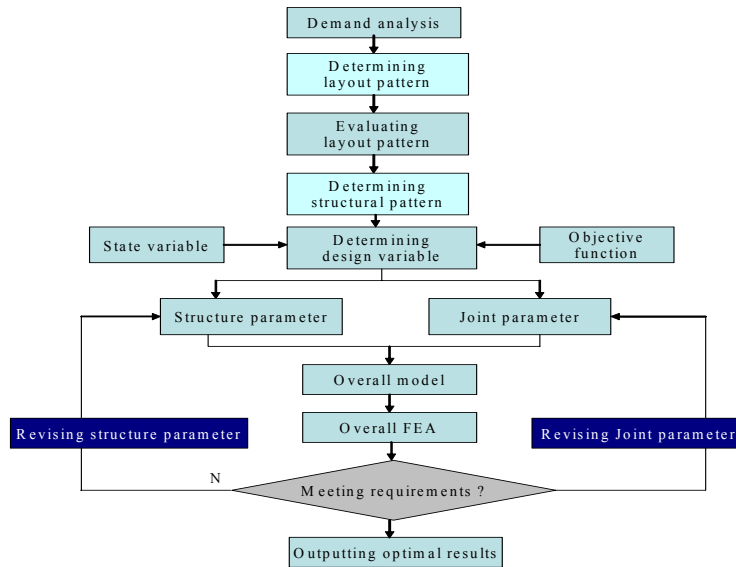 Demand analysis
Determining
layout pattern
Evaluating
layout pattern
Determining
structural pattern
State variable
Determining
design variable
Objective
function
Structure parameter
Joint parameter
Overall model
Revising structure parameter
Overall FEA
Revising Joint parameter
N
Meeting requirements ?
Outputting optimal results